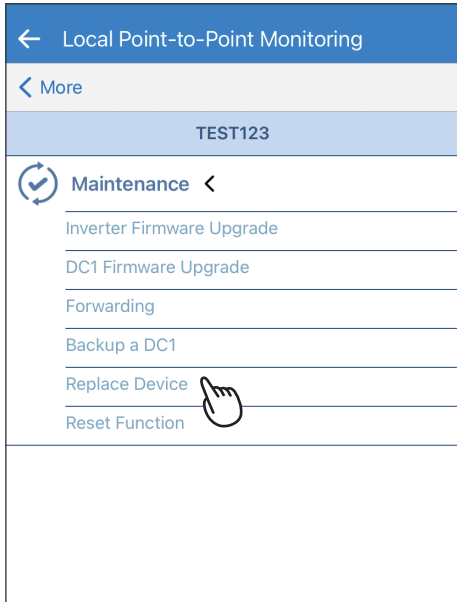 Local Point-to-Point Monitoring
More
TEST123
Maintenance
Inverter Firmware Upgrade
DC1 Firmware Upgrade
Forwarding
Backup a DC1
Replace Device
Reset Function